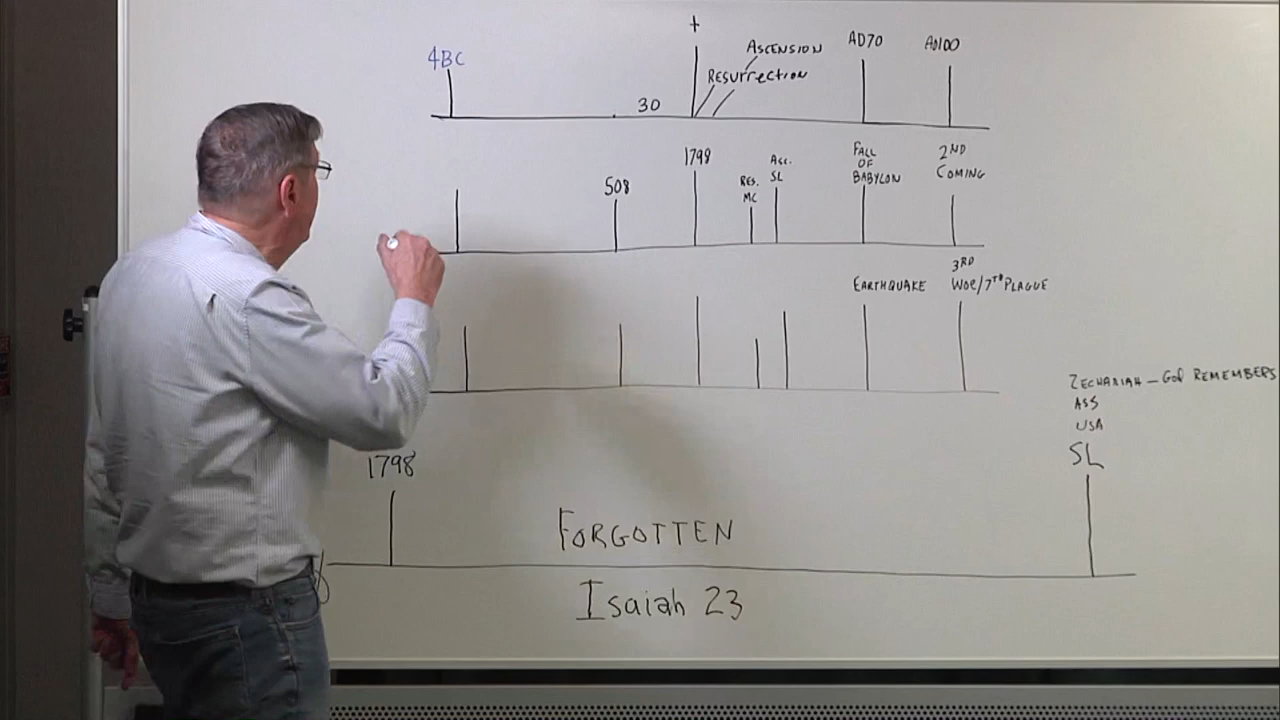 +
4BC
30
ASCENSION
RESURRECTION
AD70
AD100
508
1798
RES.
MC
ASC.
SL
FALL
OF
BABYLON
2ND
COMING
EARTHQUAKE
3RD
WOE/7TH PLAGUE
ZECHARIAH - GOD REMEMBERS
ASS
USA
SL
1798
FORGOTTEN
Isaiah 23